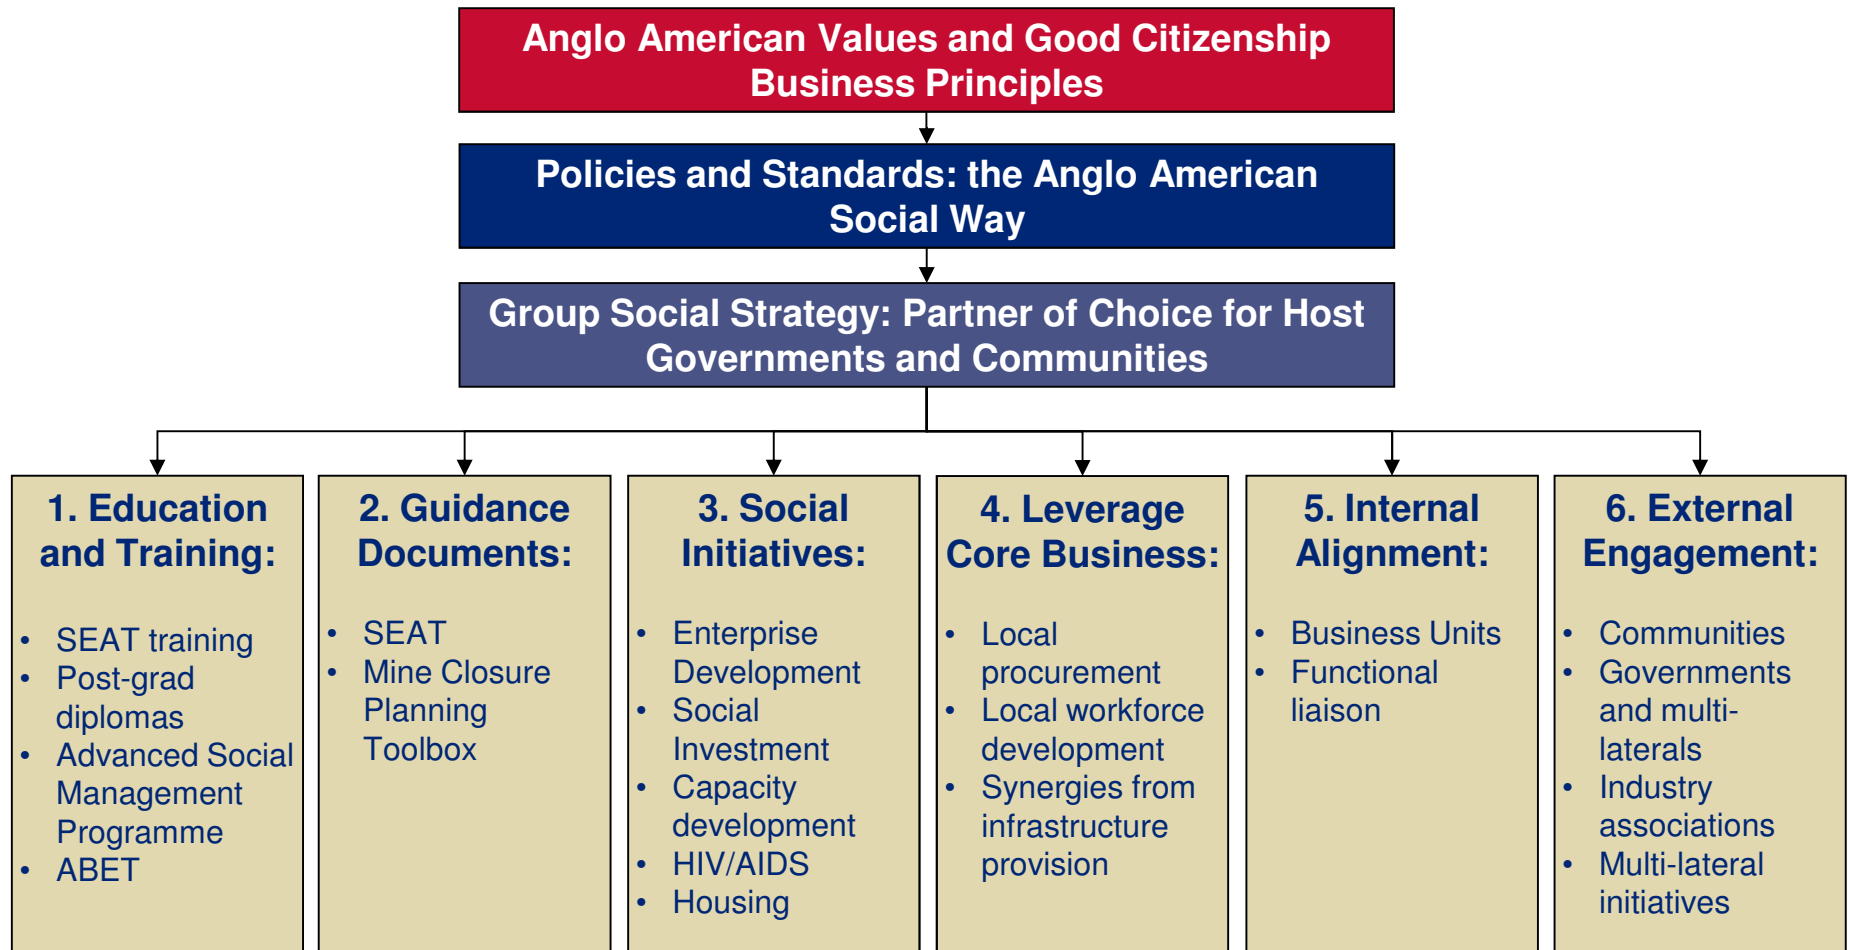 Anglo American Values and Good Citizenship
Business Principles
Policies and Standards: the Anglo American
Social Way
Group Social Strategy: Partner of Choice for Host
Governments and Communities
1. Education
and Training:
• SEAT training
• Post-grad
diplomas
• Advanced Social
Management
Programme
• ABET
2. Guidance
Documents:
• SEAT
• Mine Closure
Planning
Toolbox
3. Social
Initiatives:
• Enterprise
Development
• Social
Investment
• Capacity
development
• HIV/AIDS
• Housing
4. Leverage
Core Business:
• Local
procurement
• Local workforce
development
• Synergies from
infrastructure
provision
5. Internal
Alignment:
• Business Units
• Functional
liaison
6. External
Engagement:
• Communities
• Governments
and multi-
laterals
• Industry
associations
• Multi-lateral
initiatives